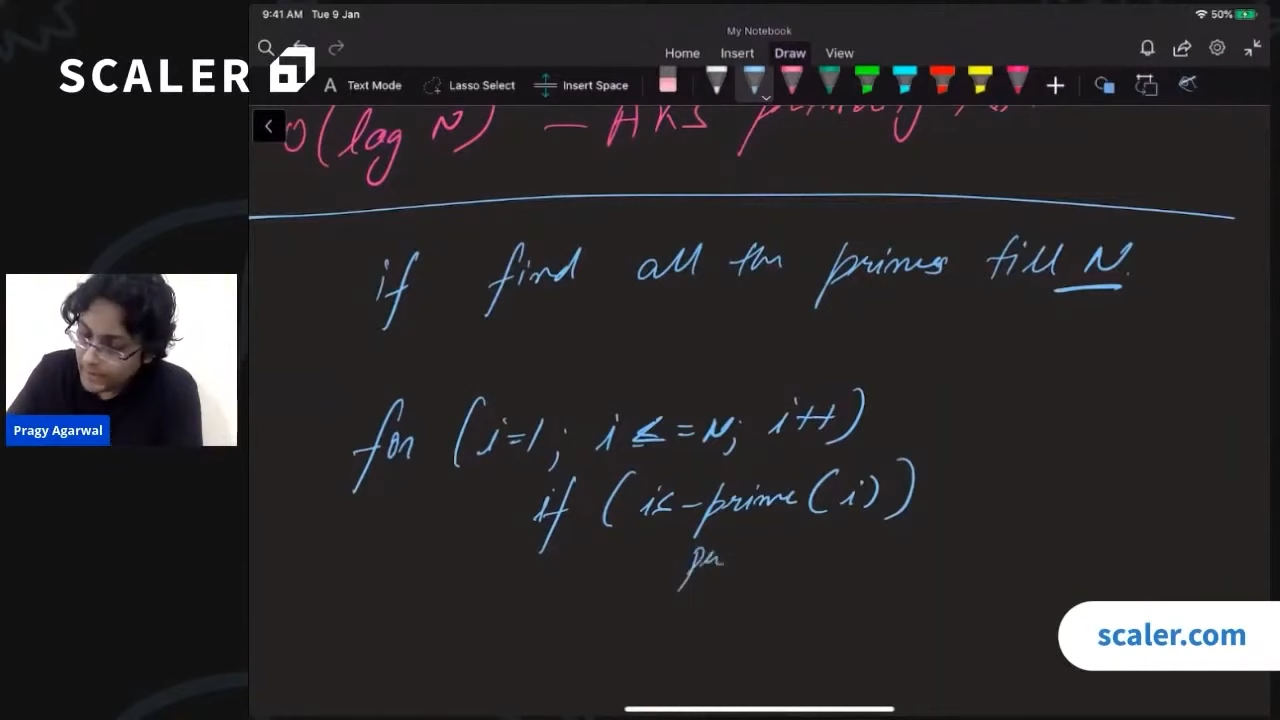 9:41 AM Tue 9 Jan
50%
My Notebook
SCALER
Home Insert Draw View
Text Mode Lasso Select Insert Space
O(log N) — AKS
if find all the primes till N.
for (i=1; i<=N; i++)
if (is-prime(i))
Pragy Agarwal
scaler.com